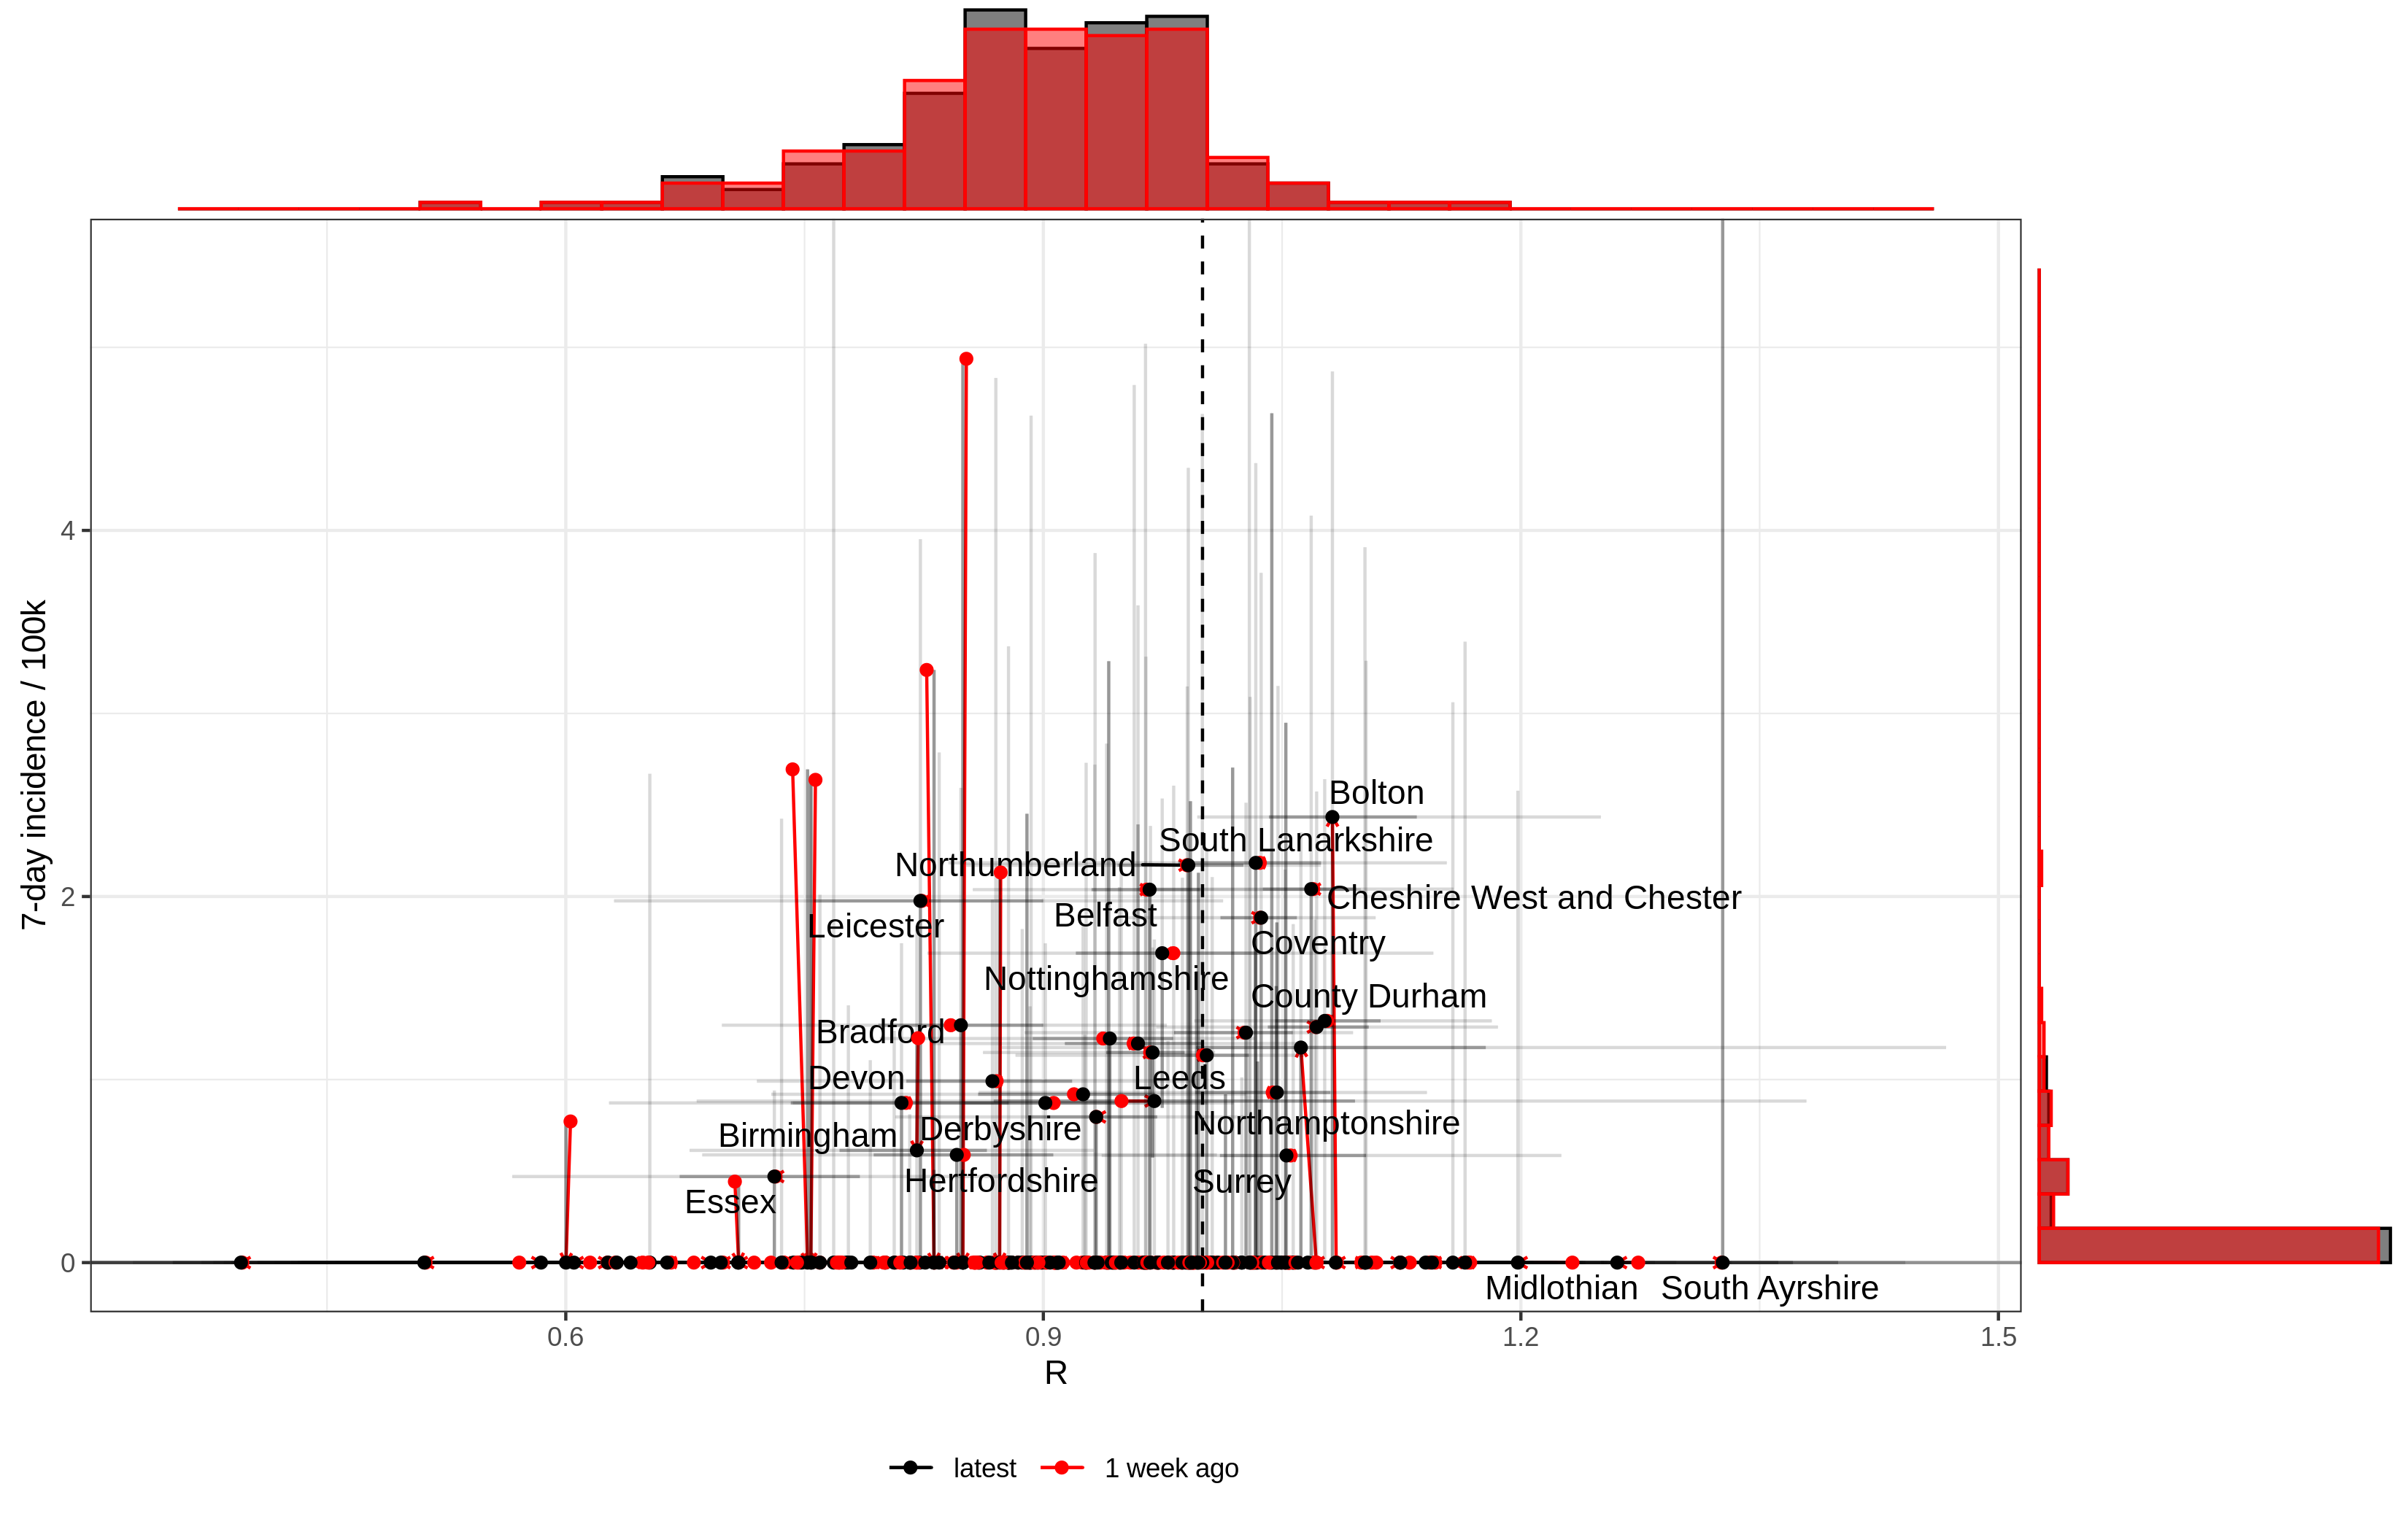 7-day incidence / 100k
4
2
0
Bolton
South Lanarkshire
Northumberland
Cheshire West and Chester
Belfast
Leicester
Coventry
Nottinghamshire
County Durham
Bradford
Devon
Leeds
Northamptonshire
Derbyshire
Birmingham
Hertfordshire
Surrey
Essex
Midlothian
South Ayrshire
0.6
0.9
1.2
1.5
R
latest
1 week ago